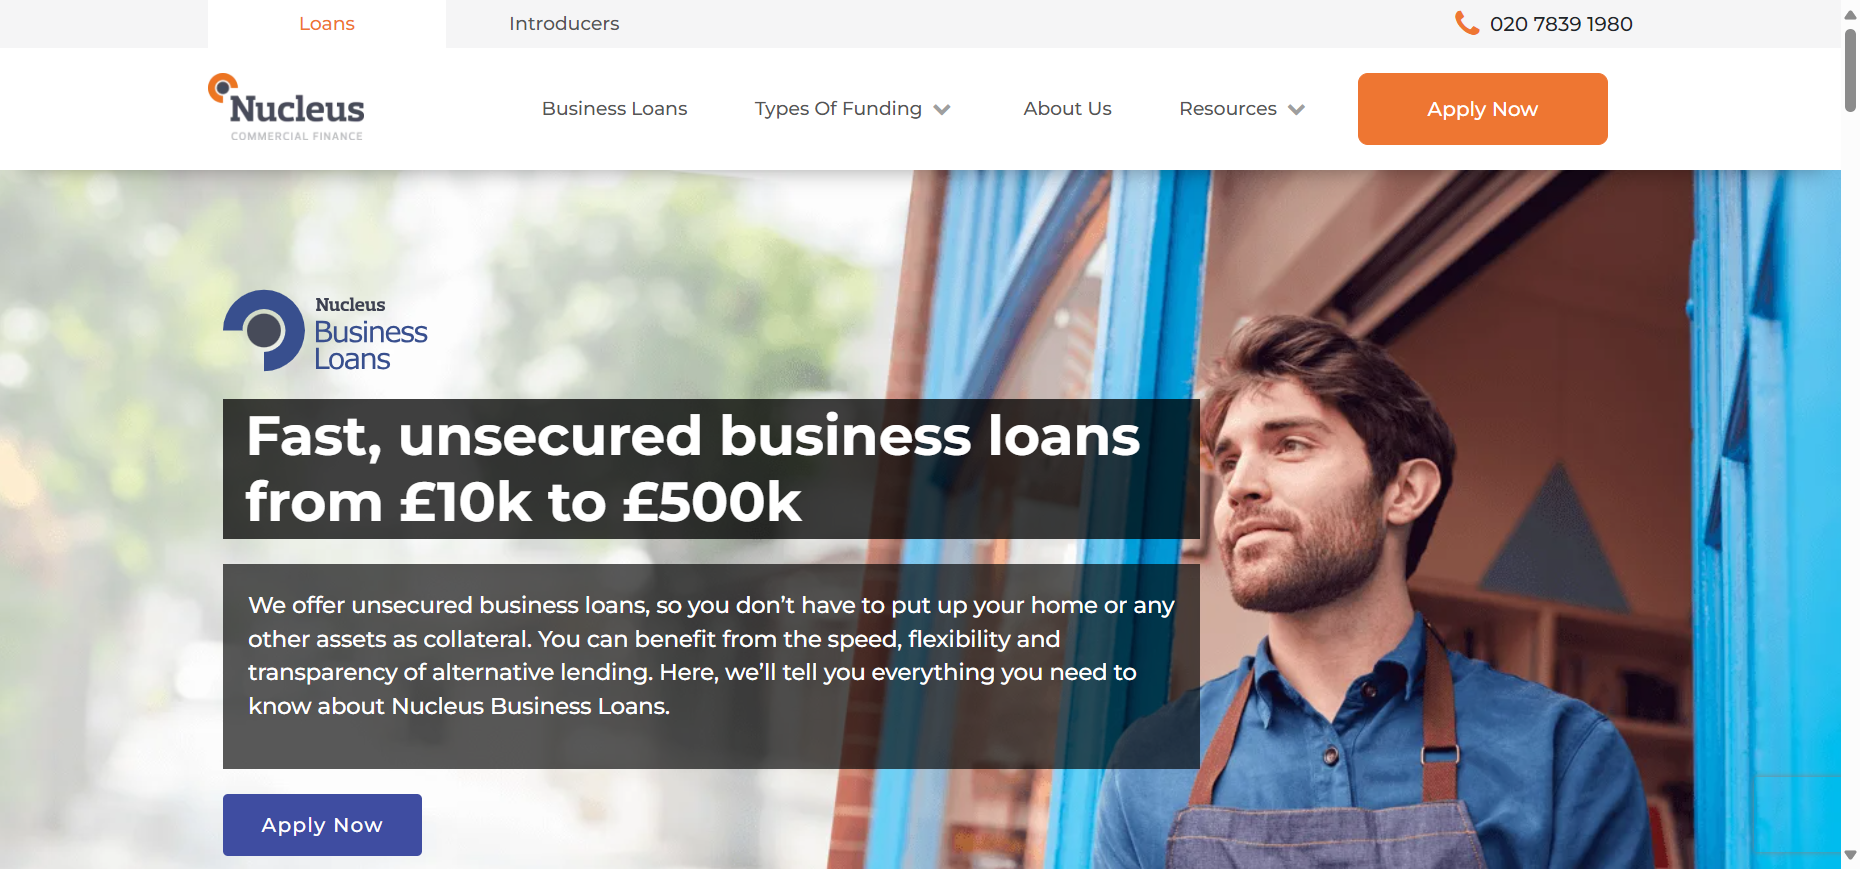 Loans
Introducers
020 7839 1980
Nucleus
COMMERCIAL FINANCE
Business Loans
Types Of Funding
About Us
Resources
Apply Now
Nucleus
Business
Loans
Fast, unsecured business loans
from £10k to £500k
We offer unsecured business loans, so you don’t have to put up your home or any
other assets as collateral. You can benefit from the speed, flexibility and
transparency of alternative lending. Here, we’ll tell you everything you need to
know about Nucleus Business Loans.
Apply Now